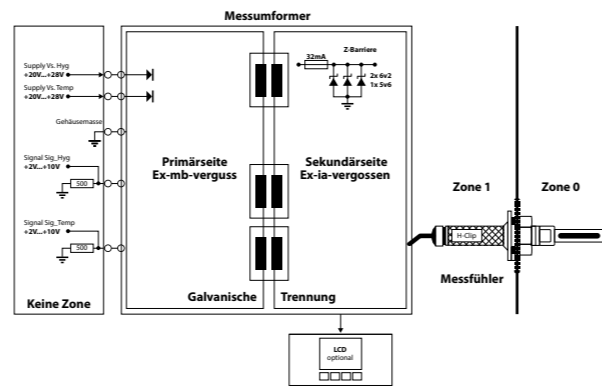 Messumformer
Supply Vs. Hyg
+20V...+28V
Supply Vs. Temp
+20V...+28V
Gehäusemasse
Signal Sig_Hyg
+2V...+10V
500
Signal Sig_Temp
+2V...+10V
500
Keine Zone
Primärseite
Ex-mb-verguss
Galvanische
Trennung
32mA
Z-Barriere
2x 6v2
1x 5v6
Sekundärseite
Ex-ia-vergossen
Zone 1
Zone 0
H-Clip
Messfühler
LCD
optional